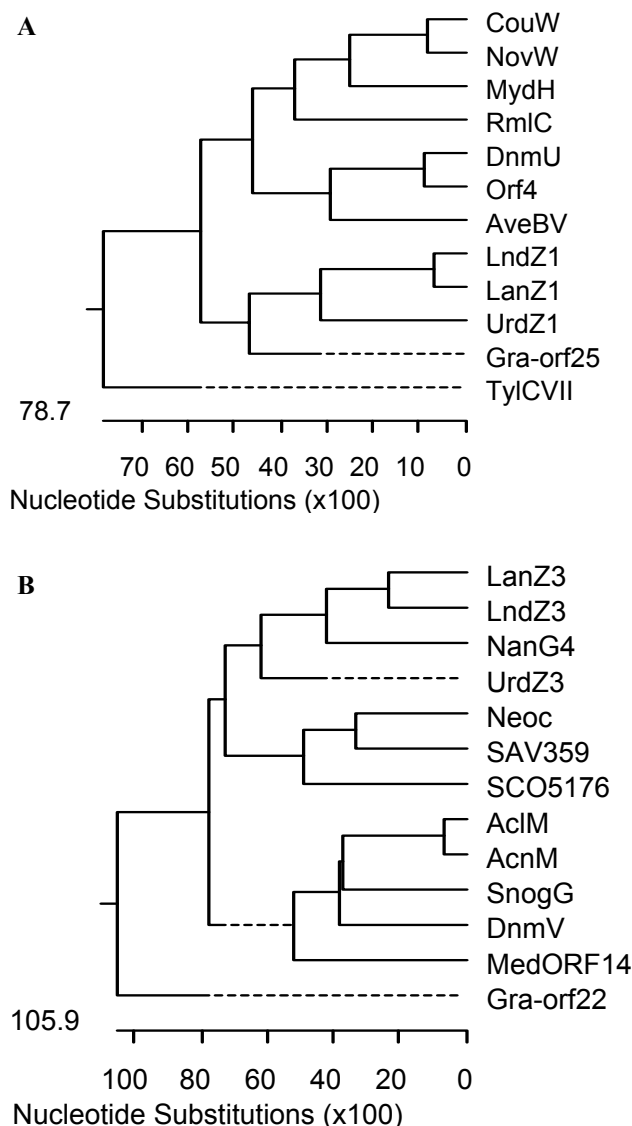 A
CouW
NovW
MydH
RmlC
DnmU
Orf4
AveBV
LndZ1
LanZ1
UrdZ1
Gra-orf25
TylCVII
78.7
70 60 50 40 30 20 10 0
Nucleotide Substitutions (x100)
B
LanZ3
LndZ3
NanG4
UrdZ3
Neoc
SAV359
SCO5176
AclM
AcnM
SnogG
DnmV
MedORF14
Gra-orf22
105.9
100 80 60 40 20 0
Nucleotide Substitutions (x100)